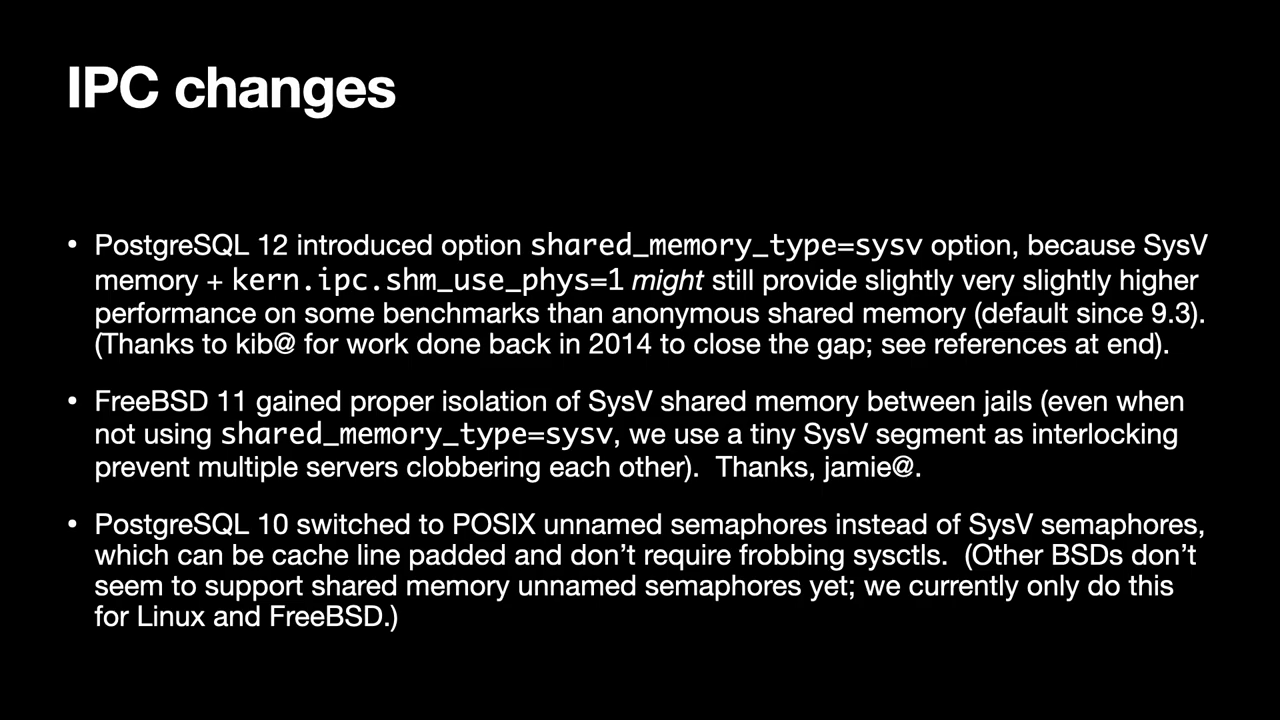 IPC changes
• PostgreSQL 12 introduced option shared_memory_type=sysv option, because SysV
memory + kern.ipc.shm_use_phys=1 might still provide slightly very slightly higher
performance on some benchmarks than anonymous shared memory (default since 9.3).
(Thanks to kib@ for work done back in 2014 to close the gap; see references at end).
• FreeBSD 11 gained proper isolation of SysV shared memory between jails (even when
not using shared_memory_type=sysv, we use a tiny SysV segment as interlocking
prevent multiple servers clobbering each other).  Thanks, jamie@.
• PostgreSQL 10 switched to POSIX unnamed semaphores instead of SysV semaphores,
which can be cache line padded and don’t require frobbing sysctls.  (Other BSDs don’t
seem to support shared memory unnamed semaphores yet; we currently only do this
for Linux and FreeBSD.)